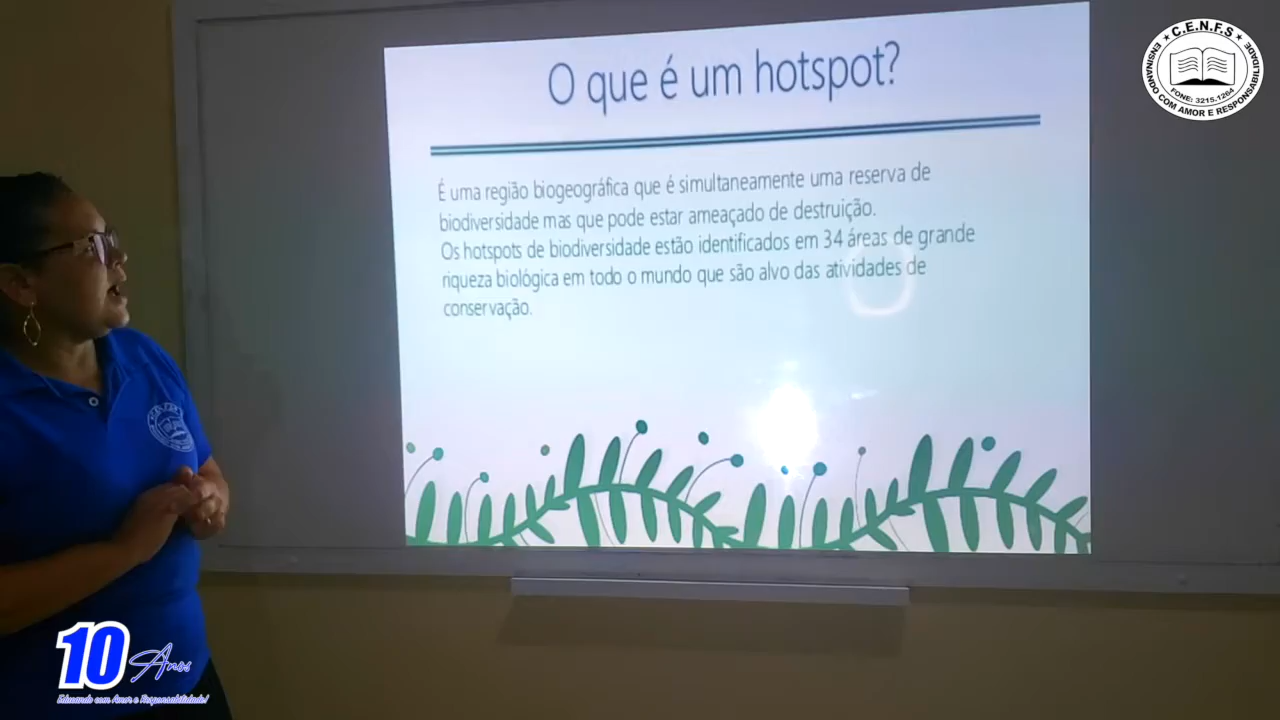 O que é um hotspot?
É uma região biogeográfica que é simultaneamente uma reserva de
biodiversidade mas que pode estar ameaçado de destruição.
Os hotspots de biodiversidade estão identificados em 34 áreas de grande
riqueza biológica em todo o mundo que são alvo das atividades de
conservação.
C.E.N.F.S
ENSINANDO COM AMOR E RESPONSABILIDADE
FONE: 3215.1264
10 Anos
Educando com Amor e Responsabilidade!